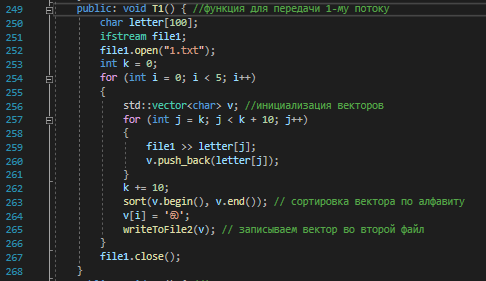 249 public: void T1() { //функция для передачи 1-му потоку
250 char letter[100];
251 ifstream file1;
252 file1.open("1.txt");
253 int k = 0;
254 for (int i = 0; i < 5; i++)
255 {
256 std::vector<char> v; //инициализация векторов
257 for (int j = k; j < k + 10; j++)
258 {
259 file1 >> letter[j];
260 v.push_back(letter[j]);
261 }
262 k += 10;
263 sort(v.begin(), v.end()); // сортировка вектора по алфавиту
264 v[i] =
265 writeToFile2(v); // записываем вектор во второй файл
266 }
267 file1.close();
268 }